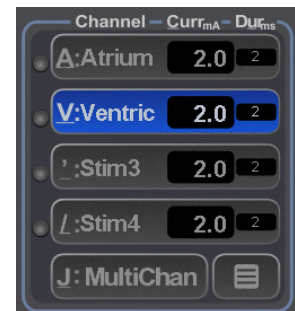 Channel Curr mA Dur ms
A:Atrium 2.0 2
V:Ventric 2.0 2
':Stim3 2.0 2
/:Stim4 2.0 2
J: MultiChan